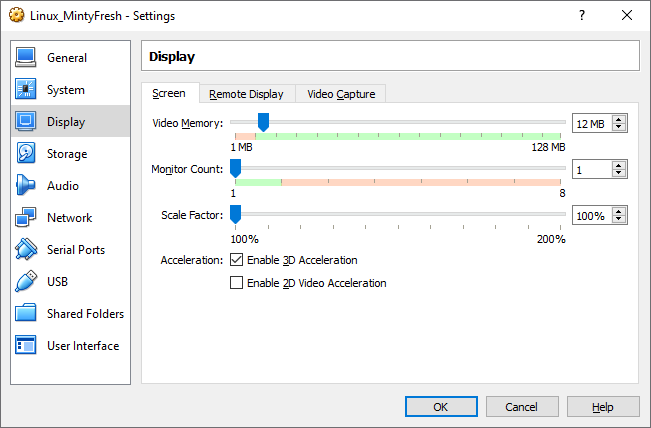 Linux_MintyFresh - Settings
General
System
Display
Storage
Audio
Network
Serial Ports
USB
Shared Folders
User Interface
Display
Screen Remote Display Video Capture
Video Memory: 12 MB
1 MB 128 MB
Monitor Count: 1
1 8
Scale Factor: 100%
100% 200%
Acceleration: Enable 3D Acceleration
Enable 2D Video Acceleration
OK Cancel Help